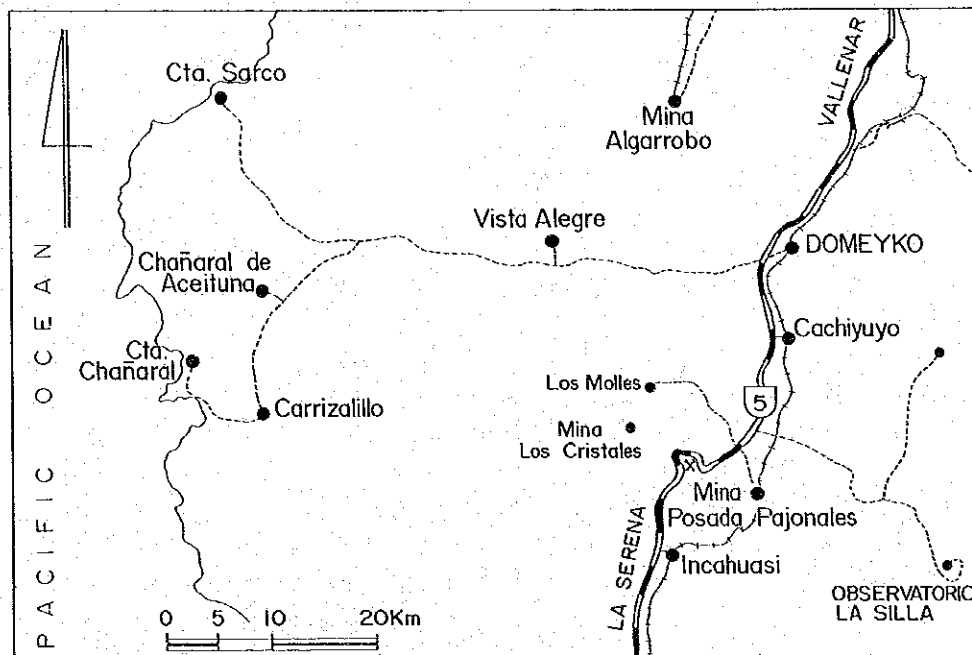 Cta. Sarco
Mina
Algarrobo
VALLENAR
Vista Alegre
DOMEYKO
Chañaral de
Aceituna
Cachiyuyo
Cta.
Chañaral
Los Molles
5
Carrizalillo
Mina
Los Cristales
Mina
Posada Pajonales
Incahuasi
LA SERENA
OBSERVATORIO
LA SILLA
PACIFIC OCEAN
0 5 10 20Km